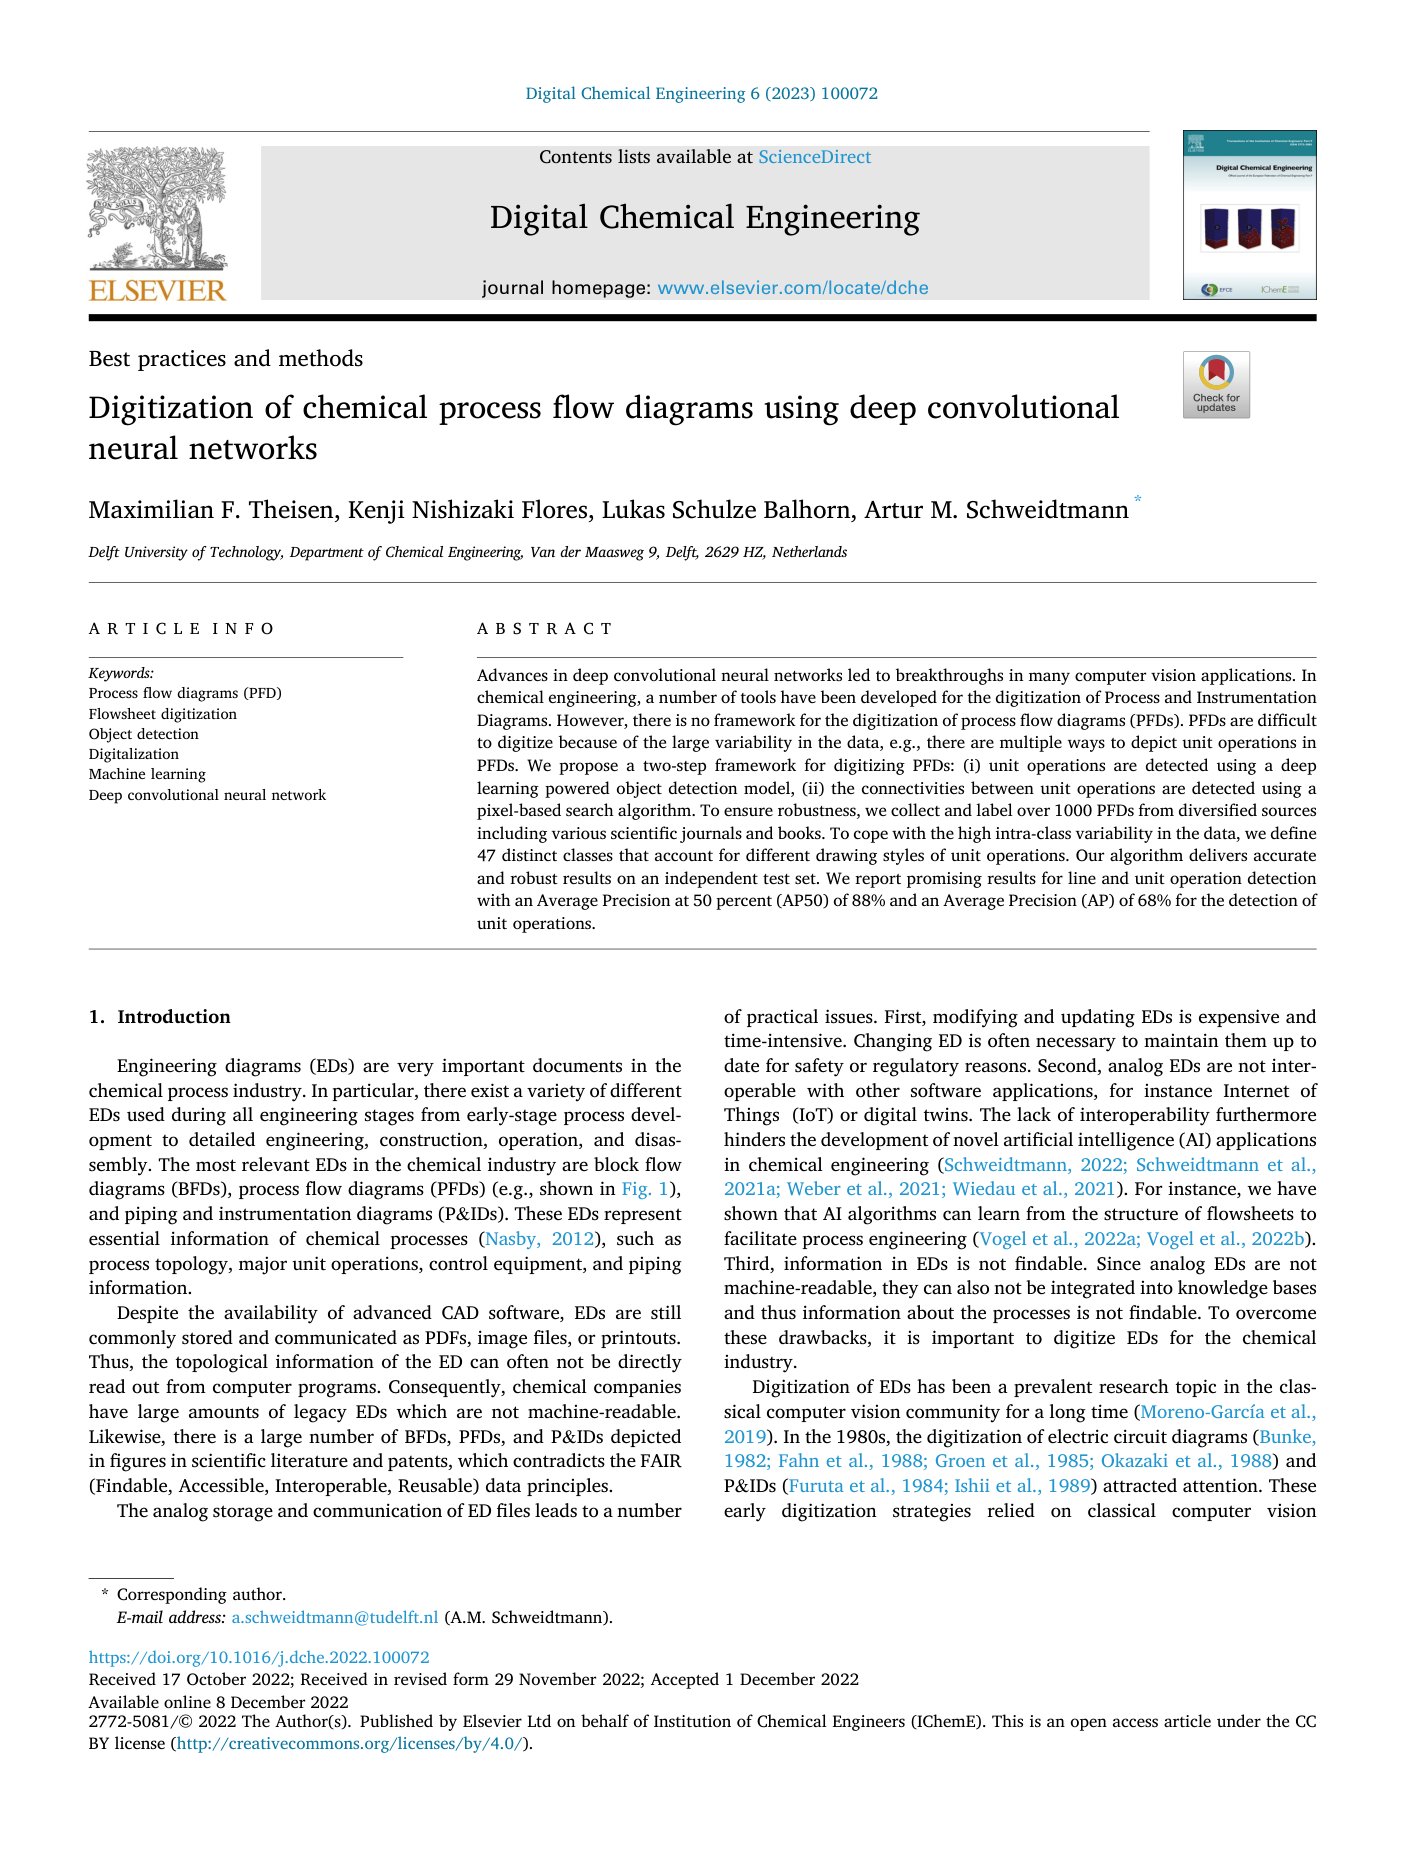 Digital Chemical Engineering 6 (2023) 100072
Contents lists available at ScienceDirect
Digital Chemical Engineering
journal homepage: www.elsevier.com/locate/dche
ELSEVIER
Digital Chemical Engineering
EFCE
IChemE
Best practices and methods
Check for
updates
Digitization of chemical process flow diagrams using deep convolutional
neural networks
Maximilian F. Theisen, Kenji Nishizaki Flores, Lukas Schulze Balhorn, Artur M. Schweidtmann *
Delft University of Technology, Department of Chemical Engineering, Van der Maasweg 9, Delft, 2629 HZ, Netherlands
A R T I C L E I N F O
Keywords:
Process flow diagrams (PFD)
Flowsheet digitization
Object detection
Digitalization
Machine learning
Deep convolutional neural network
A B S T R A C T
Advances in deep convolutional neural networks led to breakthroughs in many computer vision applications. In
chemical engineering, a number of tools have been developed for the digitization of Process and Instrumentation
Diagrams. However, there is no framework for the digitization of process flow diagrams (PFDs). PFDs are difficult
to digitize because of the large variability in the data, e.g., there are multiple ways to depict unit operations in
PFDs. We propose a two-step framework for digitizing PFDs: (i) unit operations are detected using a deep
learning powered object detection model, (ii) the connectivities between unit operations are detected using a
pixel-based search algorithm. To ensure robustness, we collect and label over 1000 PFDs from diversified sources
including various scientific journals and books. To cope with the high intra-class variability in the data, we define
47 distinct classes that account for different drawing styles of unit operations. Our algorithm delivers accurate
and robust results on an independent test set. We report promising results for line and unit operation detection
with an Average Precision at 50 percent (AP50) of 88% and an Average Precision (AP) of 68% for the detection of
unit operations.
1. Introduction
Engineering diagrams (EDs) are very important documents in the
chemical process industry. In particular, there exist a variety of different
EDs used during all engineering stages from early-stage process devel-
opment to detailed engineering, construction, operation, and disas-
sembly. The most relevant EDs in the chemical industry are block flow
diagrams (BFDs), process flow diagrams (PFDs) (e.g., shown in Fig. 1),
and piping and instrumentation diagrams (P&IDs). These EDs represent
essential information of chemical processes (Nasby, 2012), such as
process topology, major unit operations, control equipment, and piping
information.
Despite the availability of advanced CAD software, EDs are still
commonly stored and communicated as PDFs, image files, or printouts.
Thus, the topological information of the ED can often not be directly
read out from computer programs. Consequently, chemical companies
have large amounts of legacy EDs which are not machine-readable.
Likewise, there is a large number of BFDs, PFDs, and P&IDs depicted
in figures in scientific literature and patents, which contradicts the FAIR
(Findable, Accessible, Interoperable, Reusable) data principles.
The analog storage and communication of ED files leads to a number
of practical issues. First, modifying and updating EDs is expensive and
time-intensive. Changing ED is often necessary to maintain them up to
date for safety or regulatory reasons. Second, analog EDs are not inter-
operable with other software applications, for instance Internet of
Things (IoT) or digital twins. The lack of interoperability furthermore
hinders the development of novel artificial intelligence (AI) applications
in chemical engineering (Schweidtmann, 2022; Schweidtmann et al.,
2021a; Weber et al., 2021; Wiedau et al., 2021). For instance, we have
shown that AI algorithms can learn from the structure of flowsheets to
facilitate process engineering (Vogel et al., 2022a; Vogel et al., 2022b).
Third, information in EDs is not findable. Since analog EDs are not
machine-readable, they can also not be integrated into knowledge bases
and thus information about the processes is not findable. To overcome
these drawbacks, it is important to digitize EDs for the chemical
industry.
Digitization of EDs has been a prevalent research topic in the clas-
sical computer vision community for a long time (Moreno-García et al.,
2019). In the 1980s, the digitization of electric circuit diagrams (Bunke,
1982; Fahn et al., 1988; Groen et al., 1985; Okazaki et al., 1988) and
P&IDs (Furuta et al., 1984; Ishii et al., 1989) attracted attention. These
early digitization strategies relied on classical computer vision
* Corresponding author.
E-mail address: a.schweidtmann@tudelft.nl (A.M. Schweidtmann).
https://doi.org/10.1016/j.dche.2022.100072
Received 17 October 2022; Received in revised form 29 November 2022; Accepted 1 December 2022
Available online 8 December 2022
2772-5081/© 2022 The Author(s). Published by Elsevier Ltd on behalf of Institution of Chemical Engineers (IChemE). This is an open access article under the CC
BY license (http://creativecommons.org/licenses/by/4.0/).